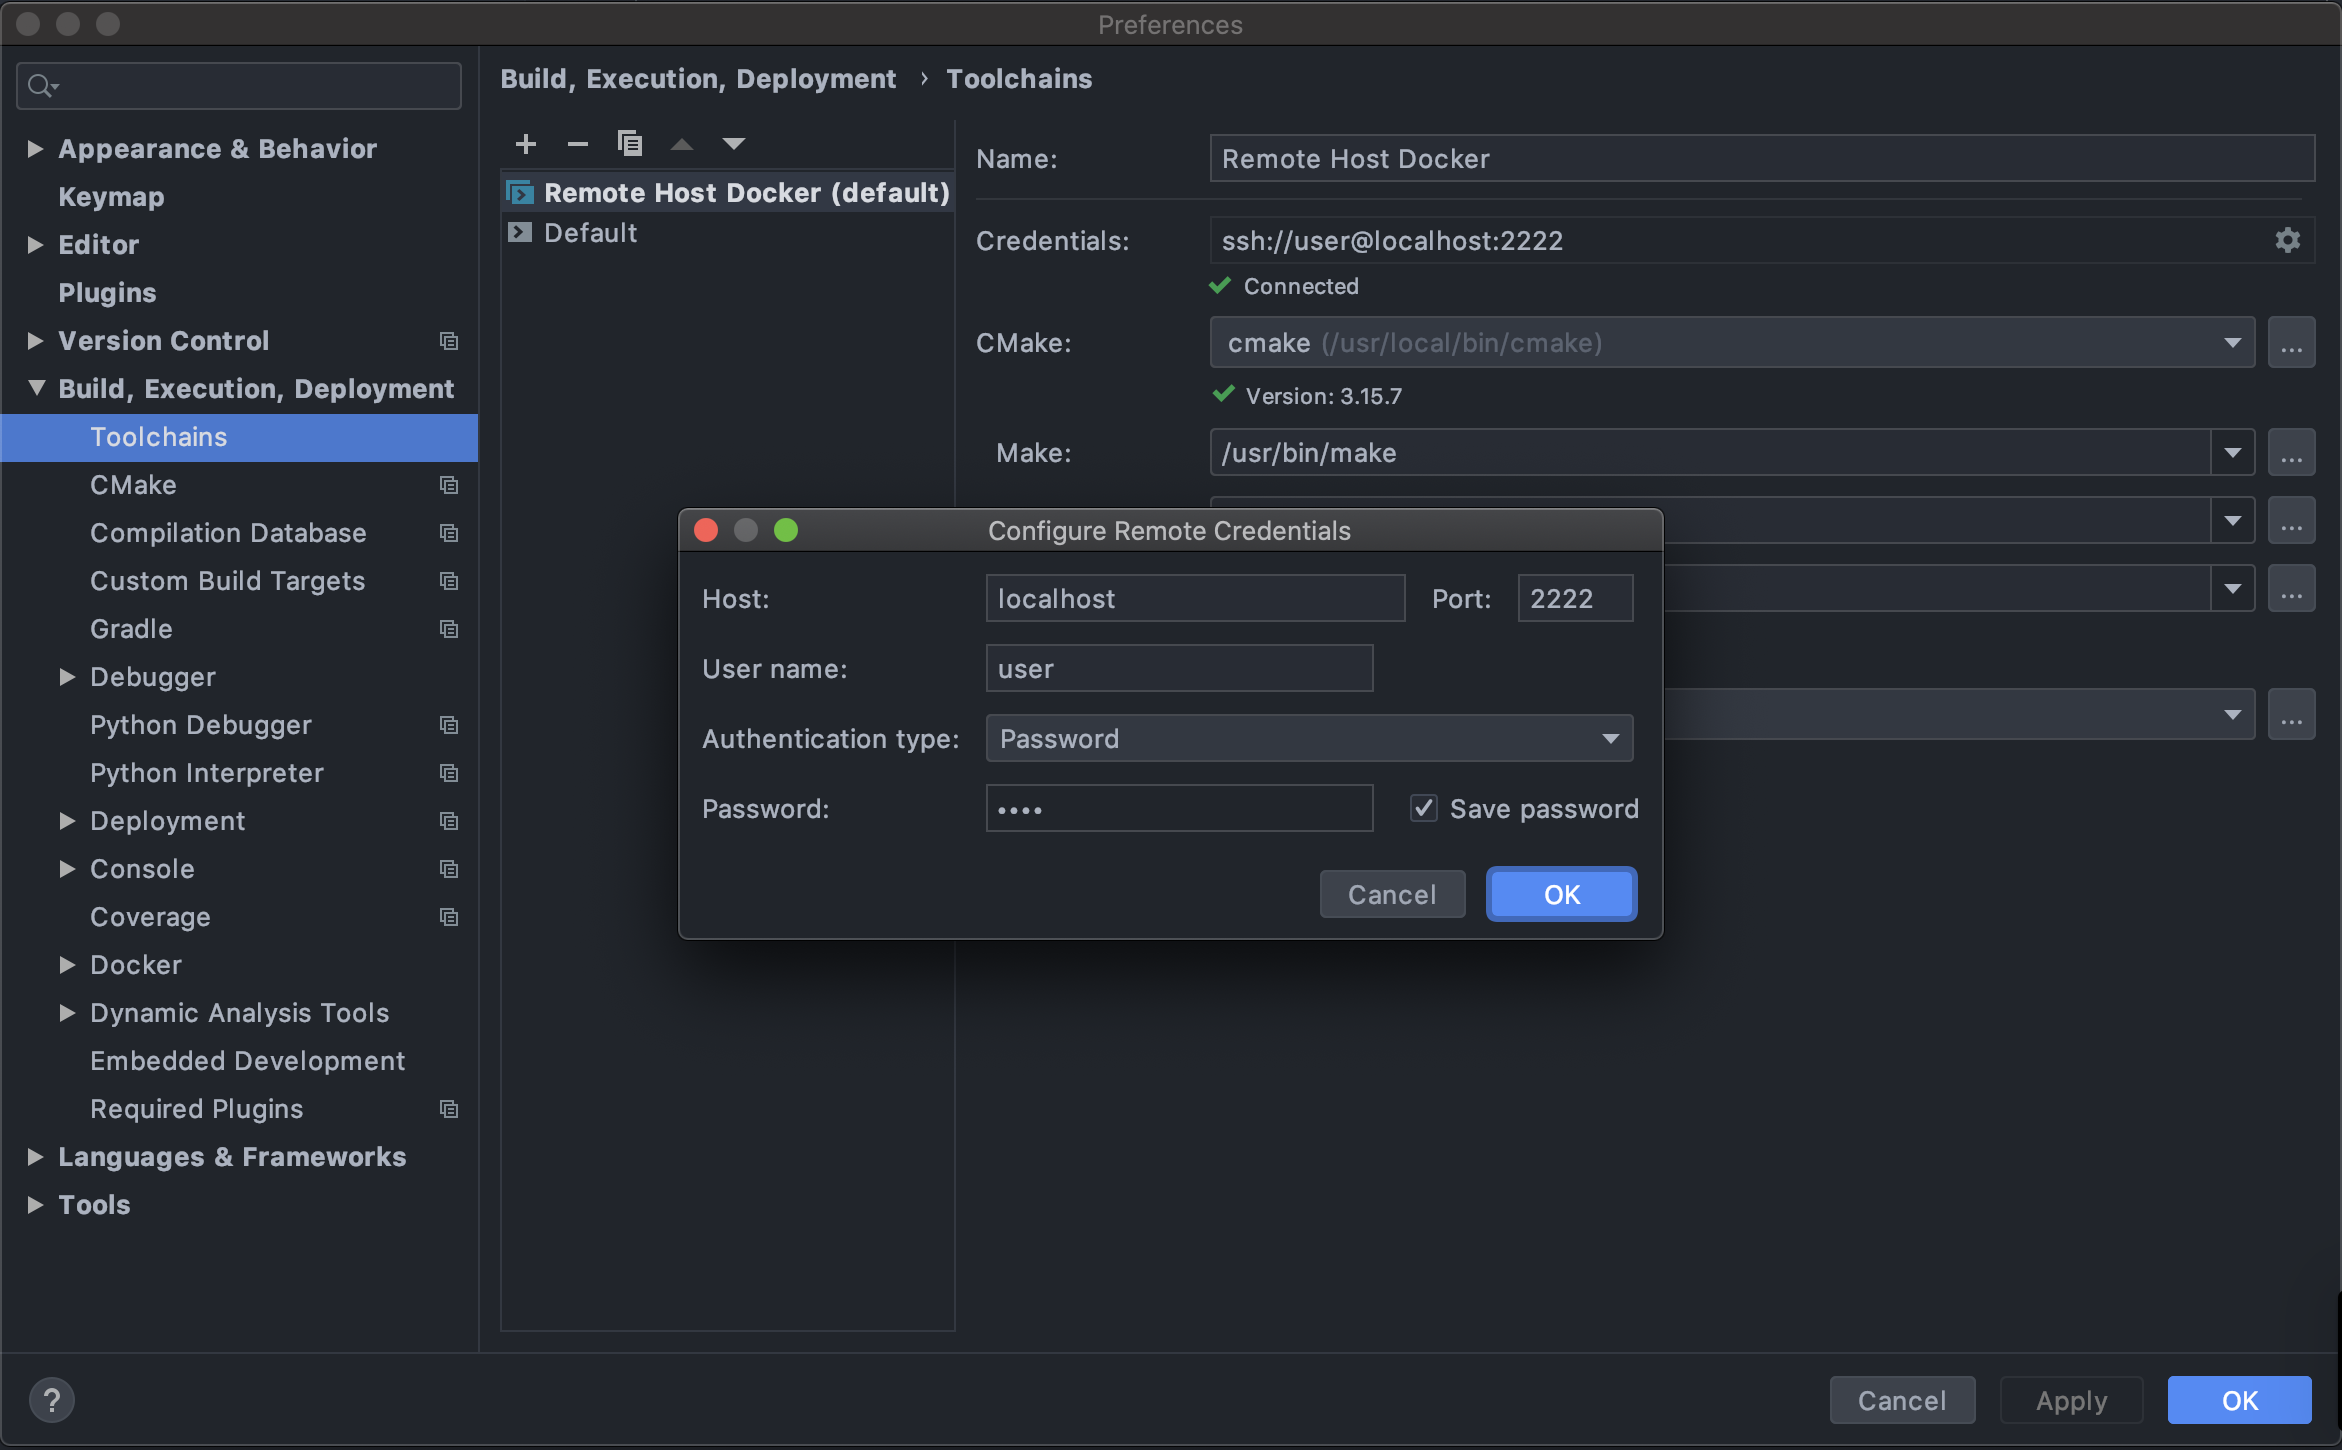 Preferences
Appearance & Behavior
Keymap
Editor
Plugins
Version Control
Build, Execution, Deployment
Toolchains
CMake
Compilation Database
Custom Build Targets
Gradle
Debugger
Python Debugger
Python Interpreter
Deployment
Console
Coverage
Docker
Dynamic Analysis Tools
Embedded Development
Required Plugins
Languages & Frameworks
Tools
?
Build, Execution, Deployment › Toolchains
Remote Host Docker (default)
Default
Name: Remote Host Docker
Credentials: ssh://user@localhost:2222
Connected
CMake: cmake (/usr/local/bin/cmake) ...
Version: 3.15.7
Make: /usr/bin/make ...
...
...
...
Configure Remote Credentials
Host: localhost Port: 2222
User name: user
Authentication type: Password
Password: •••• Save password
Cancel OK
Cancel Apply OK